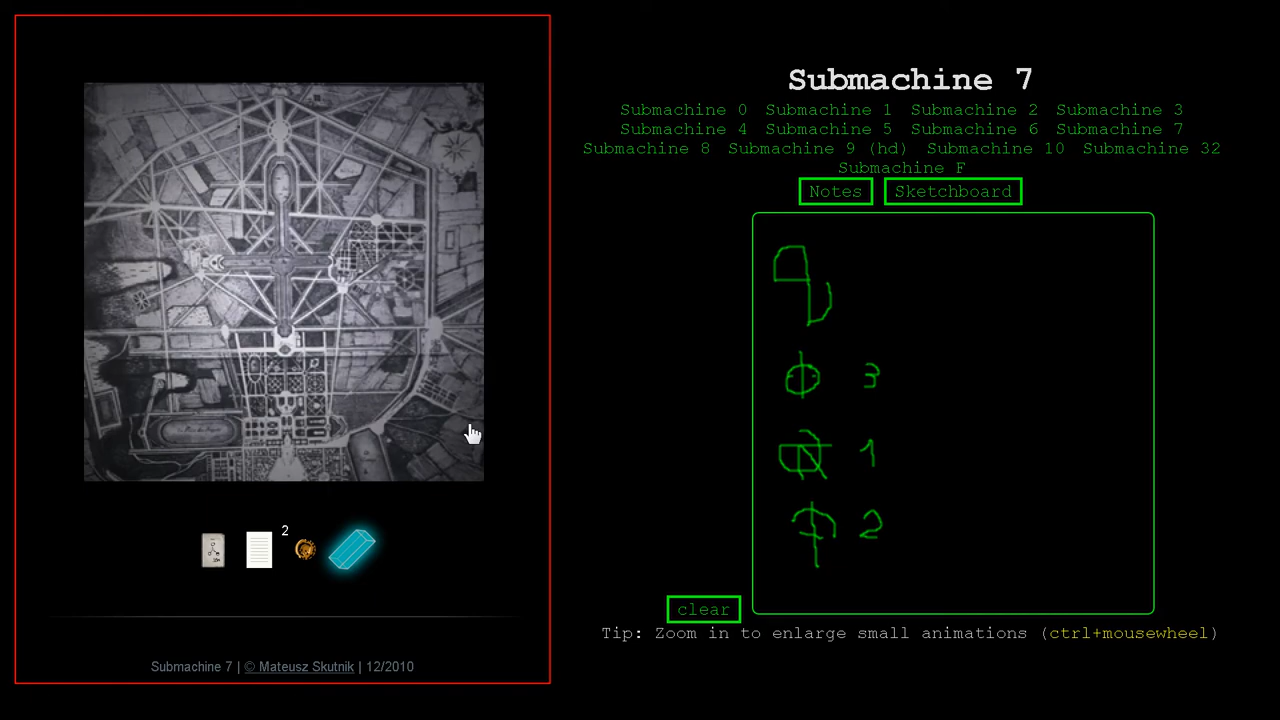 Submachine 7
Submachine 0 Submachine 1 Submachine 2 Submachine 3
Submachine 4 Submachine 5 Submachine 6 Submachine 7
Submachine 8 Submachine 9 (hd) Submachine 10 Submachine 32
Submachine F
Notes Sketchboard
3
1
2
clear
Tip: Zoom in to enlarge small animations (ctrl+mousewheel)
2
Submachine 7 | © Mateusz Skutnik | 12/2010